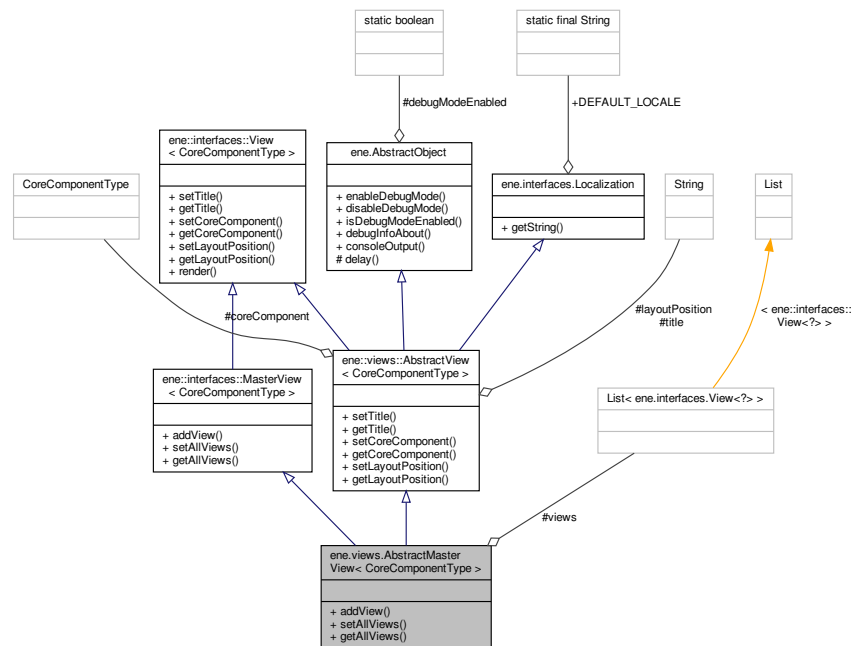 static boolean
static final String
#debugModeEnabled
+DEFAULT_LOCALE
ene::interfaces::View
< CoreComponentType >
+ setTitle()
+ getTitle()
+ setCoreComponent()
+ getCoreComponent()
+ setLayoutPosition()
+ getLayoutPosition()
+ render()
ene.AbstractObject
+ enableDebugMode()
+ disableDebugMode()
+ isDebugModeEnabled()
+ debugInfoAbout()
+ consoleOutput()
# delay()
CoreComponentType
ene.interfaces.Localization
+ getString()
String
List
#coreComponent
#layoutPosition
#title
< ene::interfaces::
View<?> >
ene::interfaces::MasterView
< CoreComponentType >
+ addView()
+ setAllViews()
+ getAllViews()
ene::views::AbstractView
< CoreComponentType >
+ setTitle()
+ getTitle()
+ setCoreComponent()
+ getCoreComponent()
+ setLayoutPosition()
+ getLayoutPosition()
List< ene.interfaces.View<?> >
#views
ene.views.AbstractMaster
View< CoreComponentType >
+ addView()
+ setAllViews()
+ getAllViews()